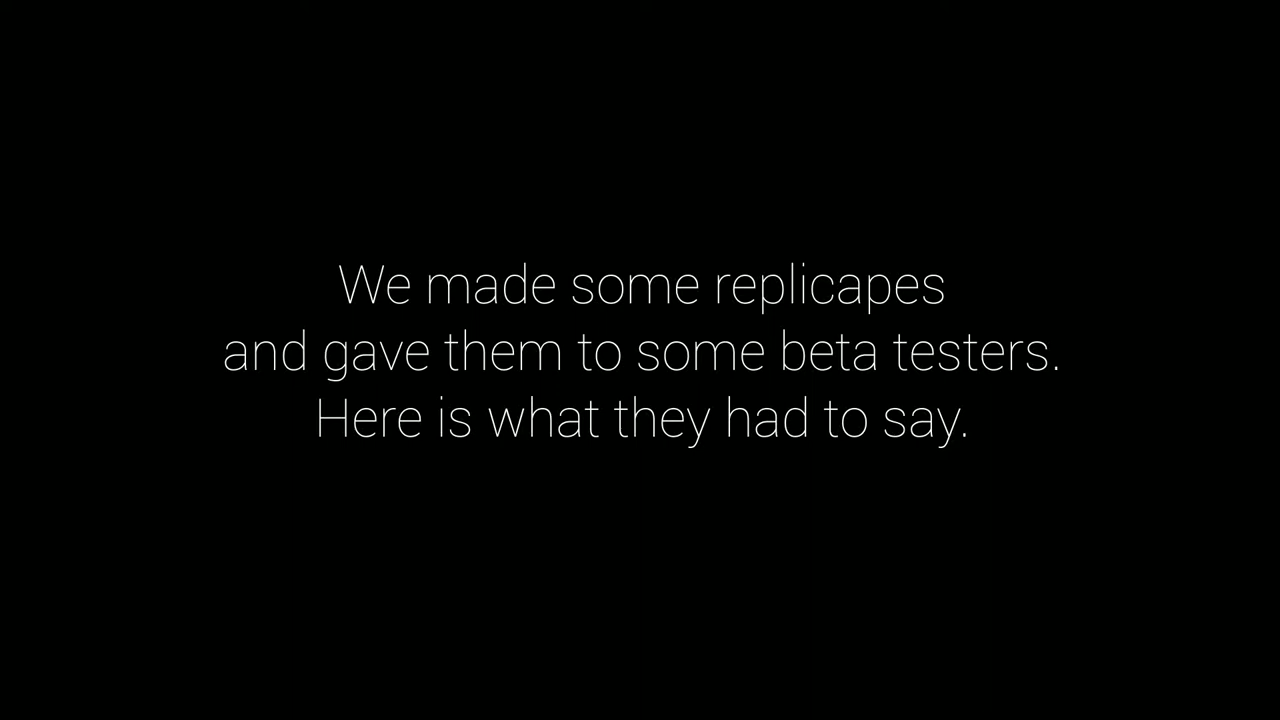 We made some replicapes
and gave them to some beta testers.
Here is what they had to say.